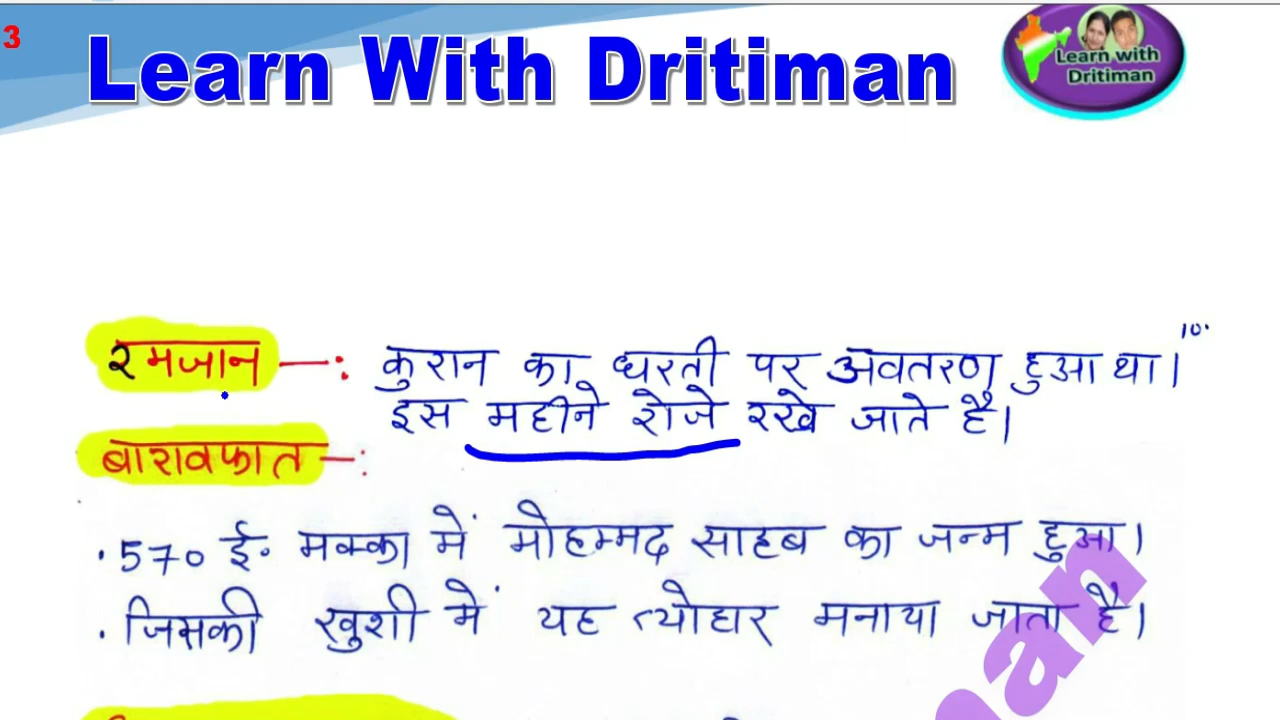 3
Learn With Dritiman
Learn with
Dritiman
रमजान —: कुरान का धरती पर अवतरण हुआ था।
इस महीने रोजे रखे जाते है।
बारावफात —:
· 570 ई० मक्का में मोहम्मद साहब का जन्म हुआ।
· जिसकी खुशी में यह त्योहार मनाया जाता है।